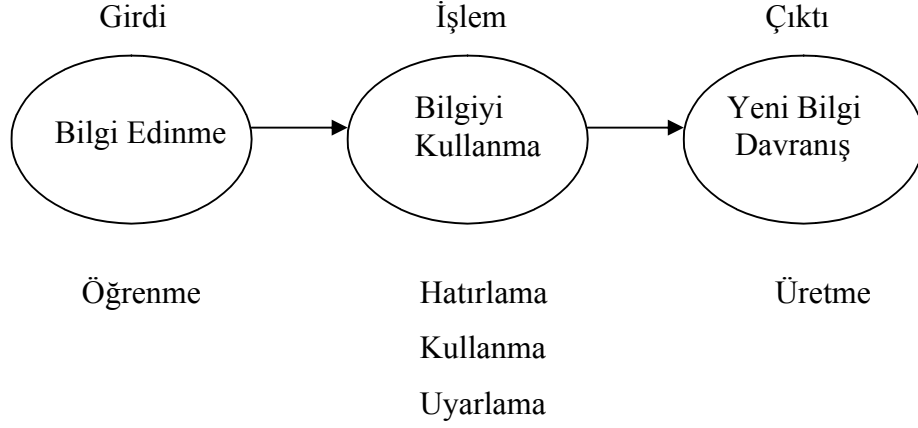 Girdi
İşlem
Çıktı
Bilgi Edinme
Bilgiyi
Kullanma
Yeni Bilgi
Davranış
Öğrenme
Hatırlama
Üretme
Kullanma
Uyarlama